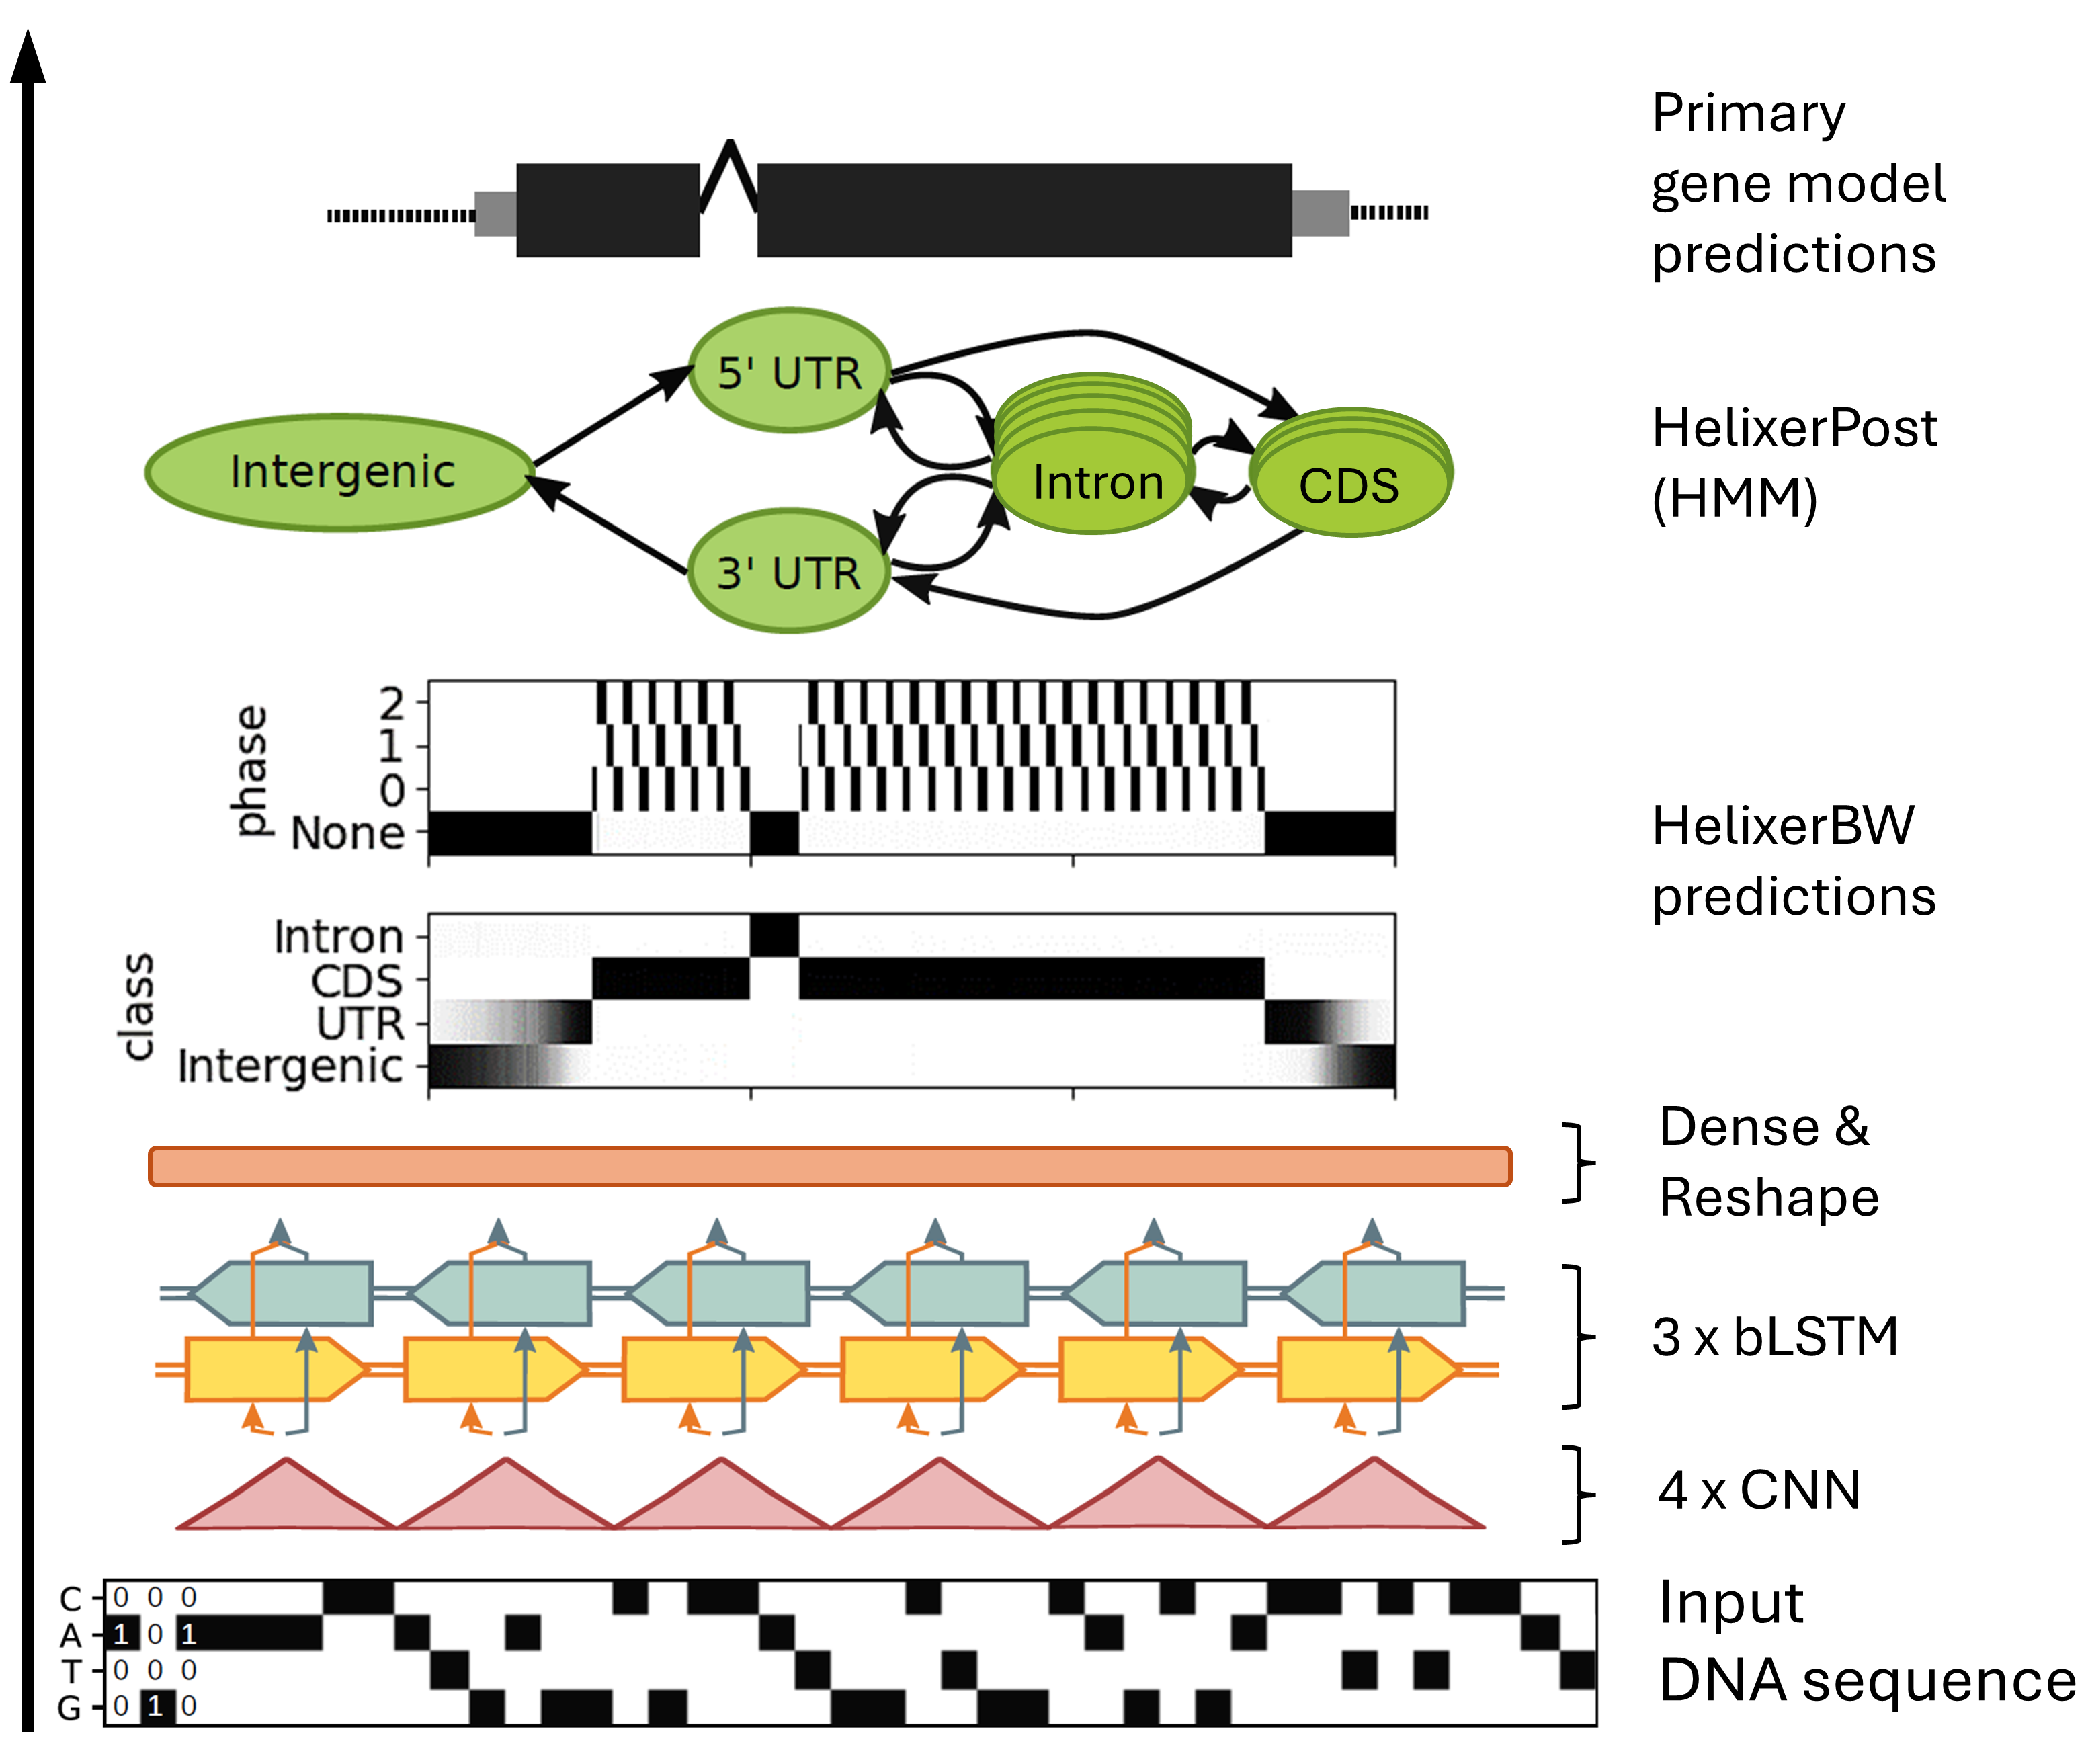 Primary
gene model
predictions
5' UTR
Intergenic
Intron
CDS
3' UTR
HelixerPost
(HMM)
phase
2
1
0
None
HelixerBW
predictions
class
Intron
CDS
UTR
Intergenic
Dense &
Reshape
3 x bLSTM
4 x CNN
C 0 0 0
A 1 0 1
T 0 0 0
G 0 1 0
Input
DNA sequence